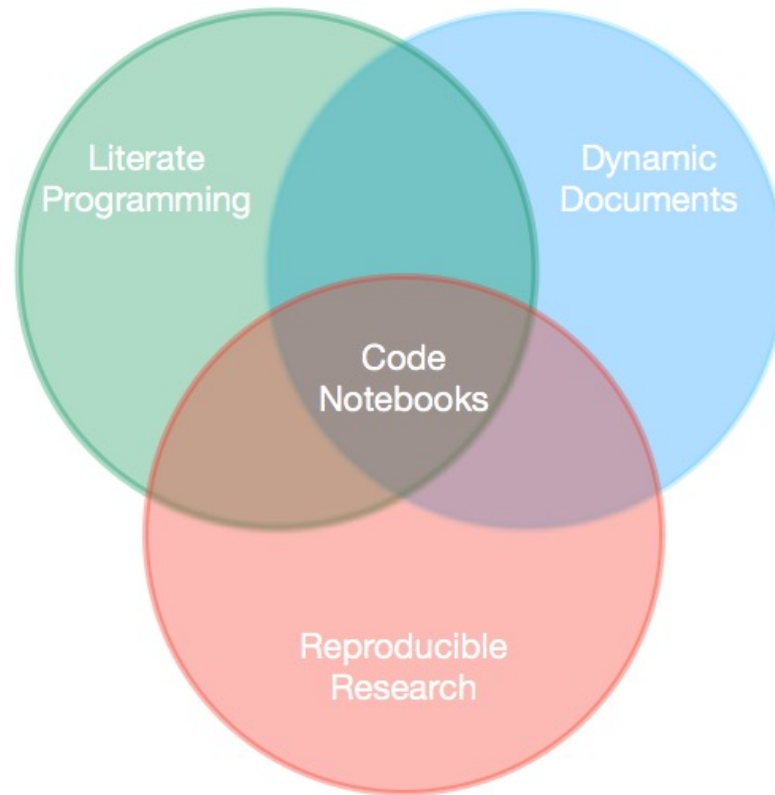 Literate
Programming
Dynamic
Documents
Code
Notebooks
Reproducible
Research